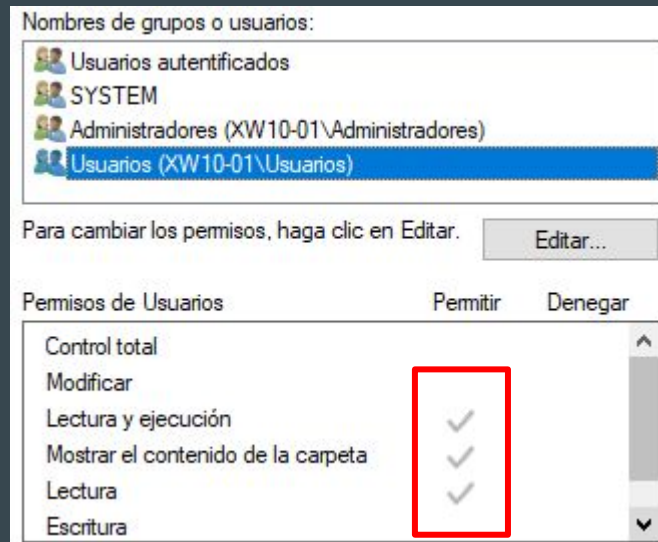 Nombres de grupos o usuarios:
Usuarios autentificados
SYSTEM
Administradores (XW10-01\Administradores)
Usuarios (XW10-01\Usuarios)
Para cambiar los permisos, haga clic en Editar. Editar...
Permisos de Usuarios Permitir Denegar
Control total
Modificar
Lectura y ejecución
Mostrar el contenido de la carpeta
Lectura
Escritura